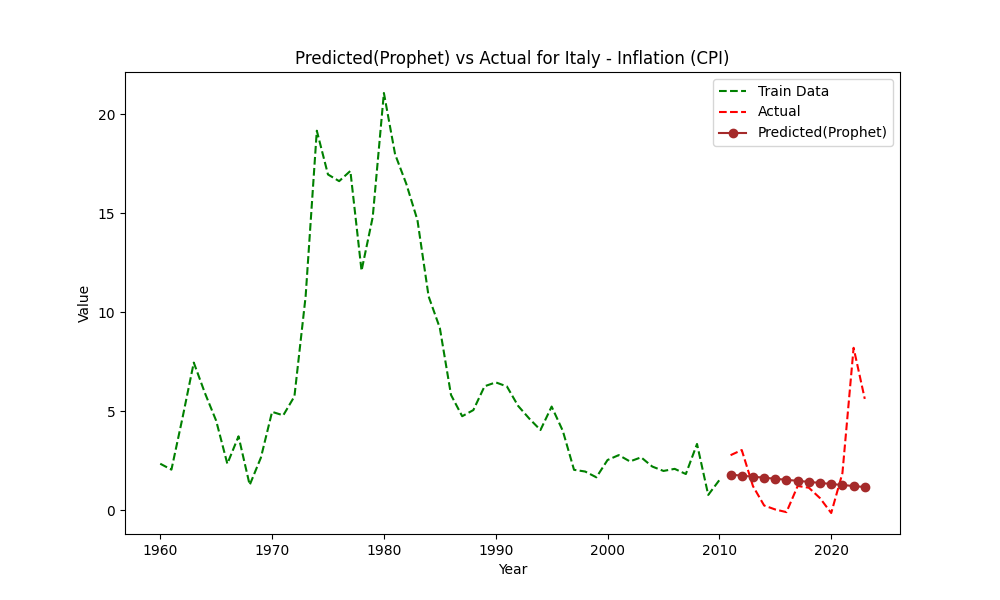 Predicted(Prophet) vs Actual for Italy - Inflation (CPI)
Train Data
Actual
Predicted(Prophet)
20
15
10
5
0
Value
1960 1970 1980 1990 2000 2010 2020
Year